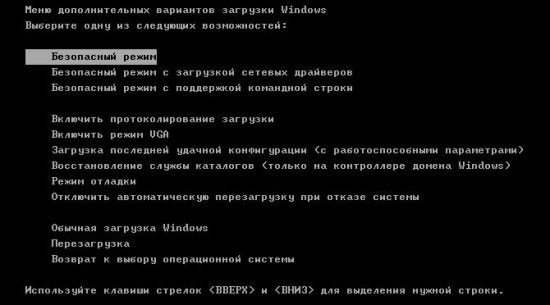 Меню дополнительных вариантов загрузки Windows
Выберите одну из следующих возможностей:
Безопасный режим
Безопасный режим с загрузкой сетевых драйверов
Безопасный режим с поддержкой командной строки
Включить протоколирование загрузки
Включить режим VGA
Загрузка последней удачной конфигурации (с работоспособными параметрами)
Восстановление службы каталогов (только на контроллере домена Windows)
Режим отладки
Отключить автоматическую перезагрузку при отказе системы
Обычная загрузка Windows
Перезагрузка
Возврат к выбору операционной системы
Используйте клавиши стрелок <ВВЕРХ> и <ВНИЗ> для выделения нужной строки.